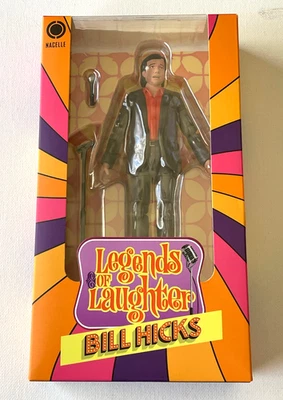 NACELLE
Legends
OF
Laughter
BILL HICKS